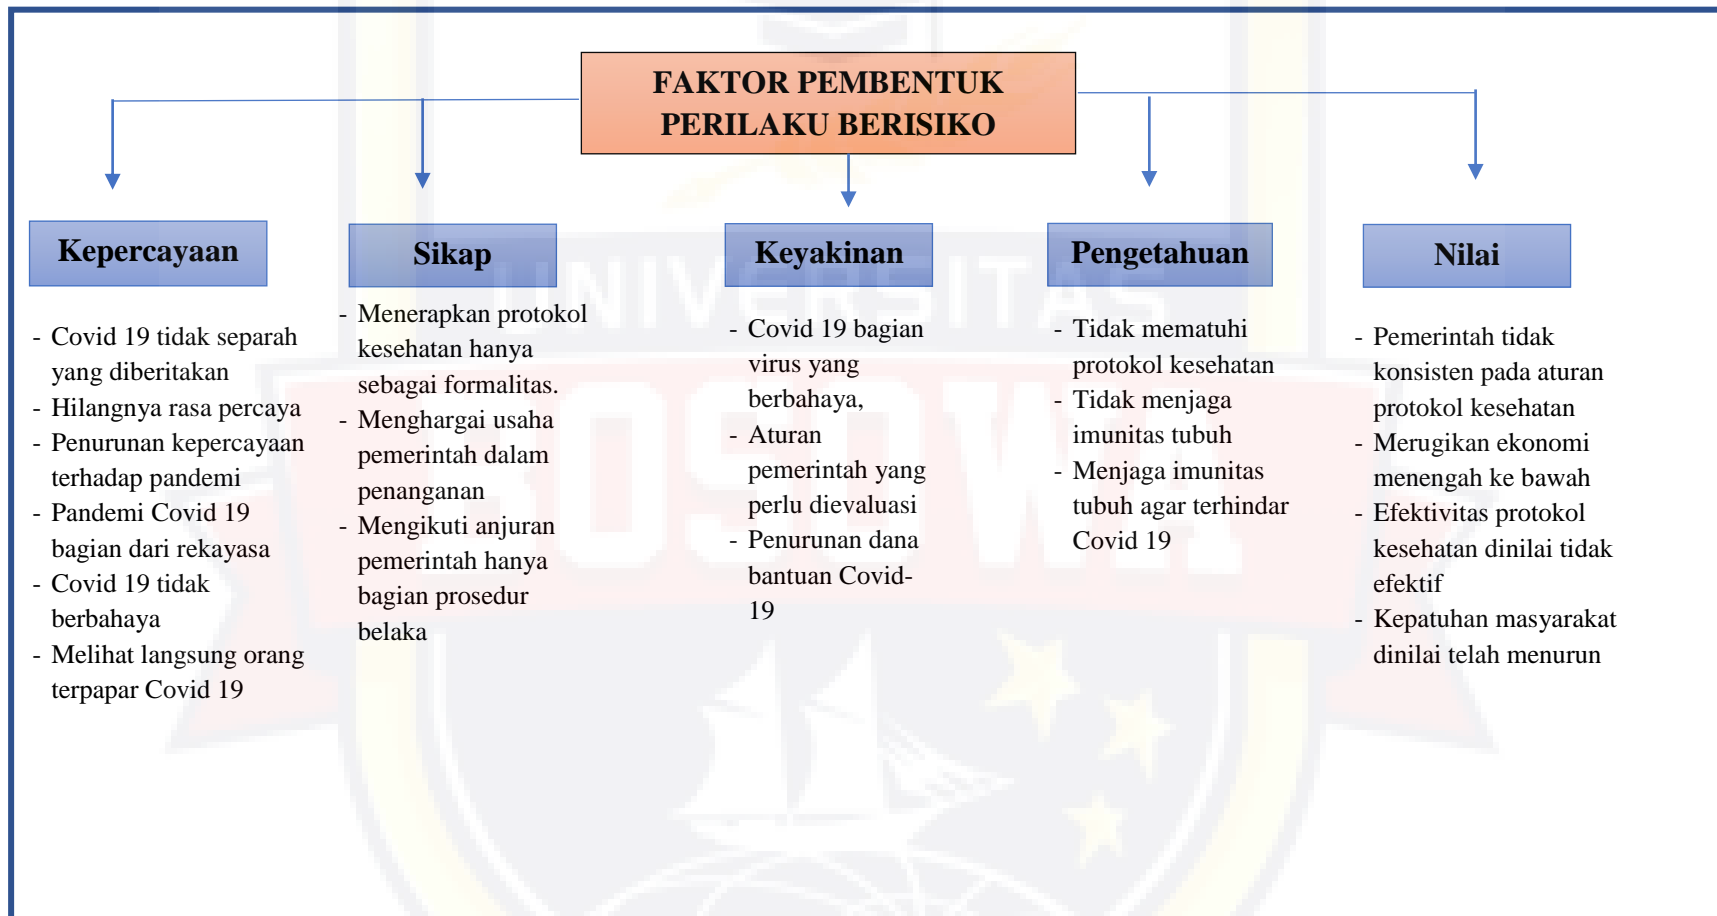 FAKTOR PEMBENTUK
PERILAKU BERISIKO
Kepercayaan
- Covid 19 tidak separah
yang diberitakan
- Hilangnya rasa percaya
- Penurunan kepercayaan
terhadap pandemi
- Pandemi Covid 19
bagian dari rekayasa
- Covid 19 tidak
berbahaya
- Melihat langsung orang
terpapar Covid 19
Sikap
- Menerapkan protokol
kesehatan hanya
sebagai formalitas.
- Menghargai usaha
pemerintah dalam
penanganan
- Mengikuti anjuran
pemerintah hanya
bagian prosedur
belaka
Keyakinan
- Covid 19 bagian
virus yang
berbahaya,
- Aturan
pemerintah yang
perlu dievaluasi
- Penurunan dana
bantuan Covid-
19
Pengetahuan
- Tidak mematuhi
protokol kesehatan
- Tidak menjaga
imunitas tubuh
- Menjaga imunitas
tubuh agar terhindar
Covid 19
Nilai
- Pemerintah tidak
konsisten pada aturan
protokol kesehatan
- Merugikan ekonomi
menengah ke bawah
- Efektivitas protokol
kesehatan dinilai tidak
efektif
- Kepatuhan masyarakat
dinilai telah menurun
UNIVERSITAS
BOSOWA